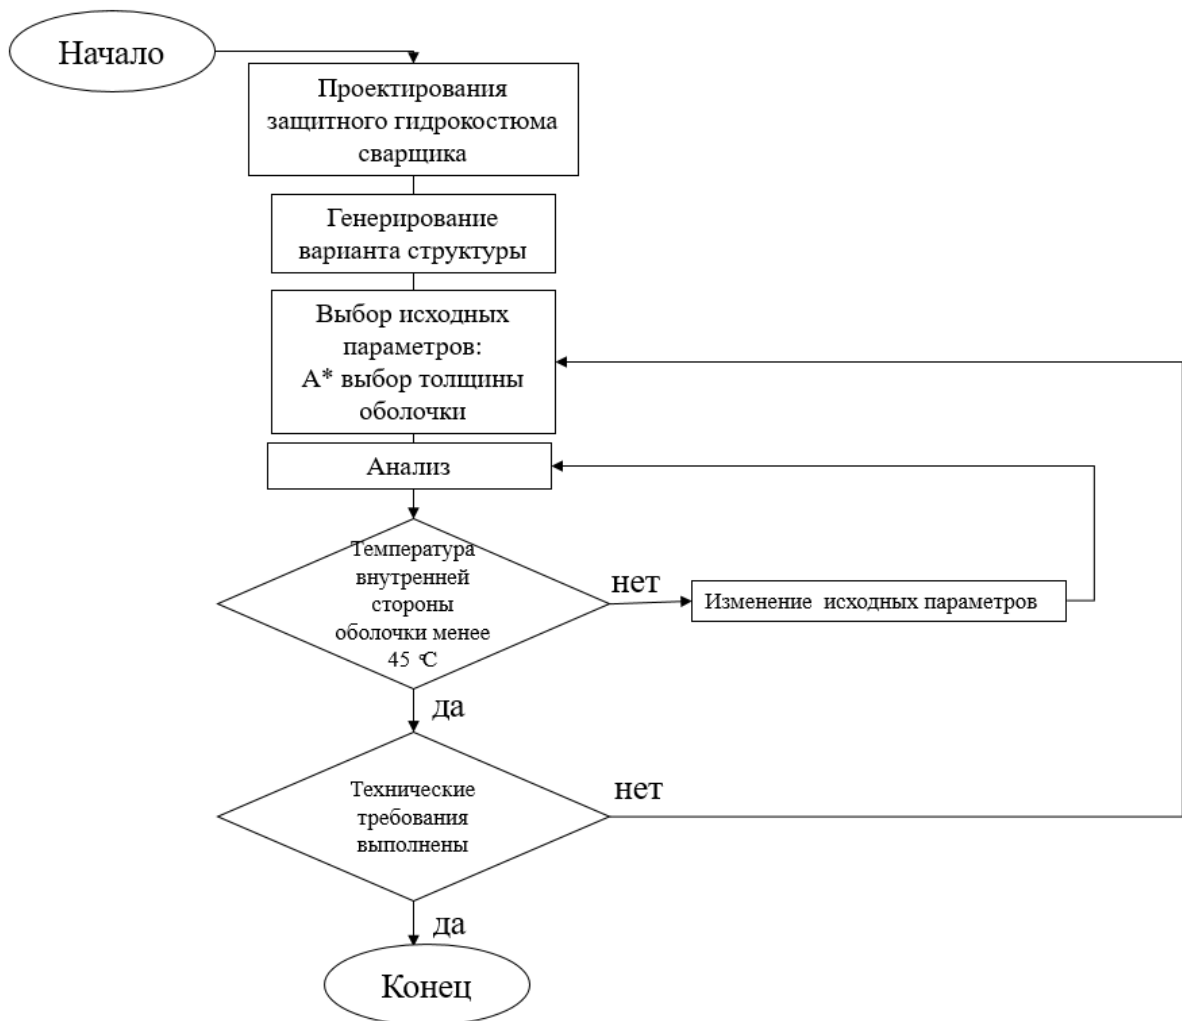 Начало
Проектирования
защитного гидрокостюма
сварщика
Генерирование
варианта структуры
Выбор исходных
параметров:
А* выбор толщины
оболочки
Анализ
Температура
внутренней
стороны
оболочки менее
45 °C
нет
Изменение исходных параметров
да
Технические
требования
выполнены
нет
да
Конец